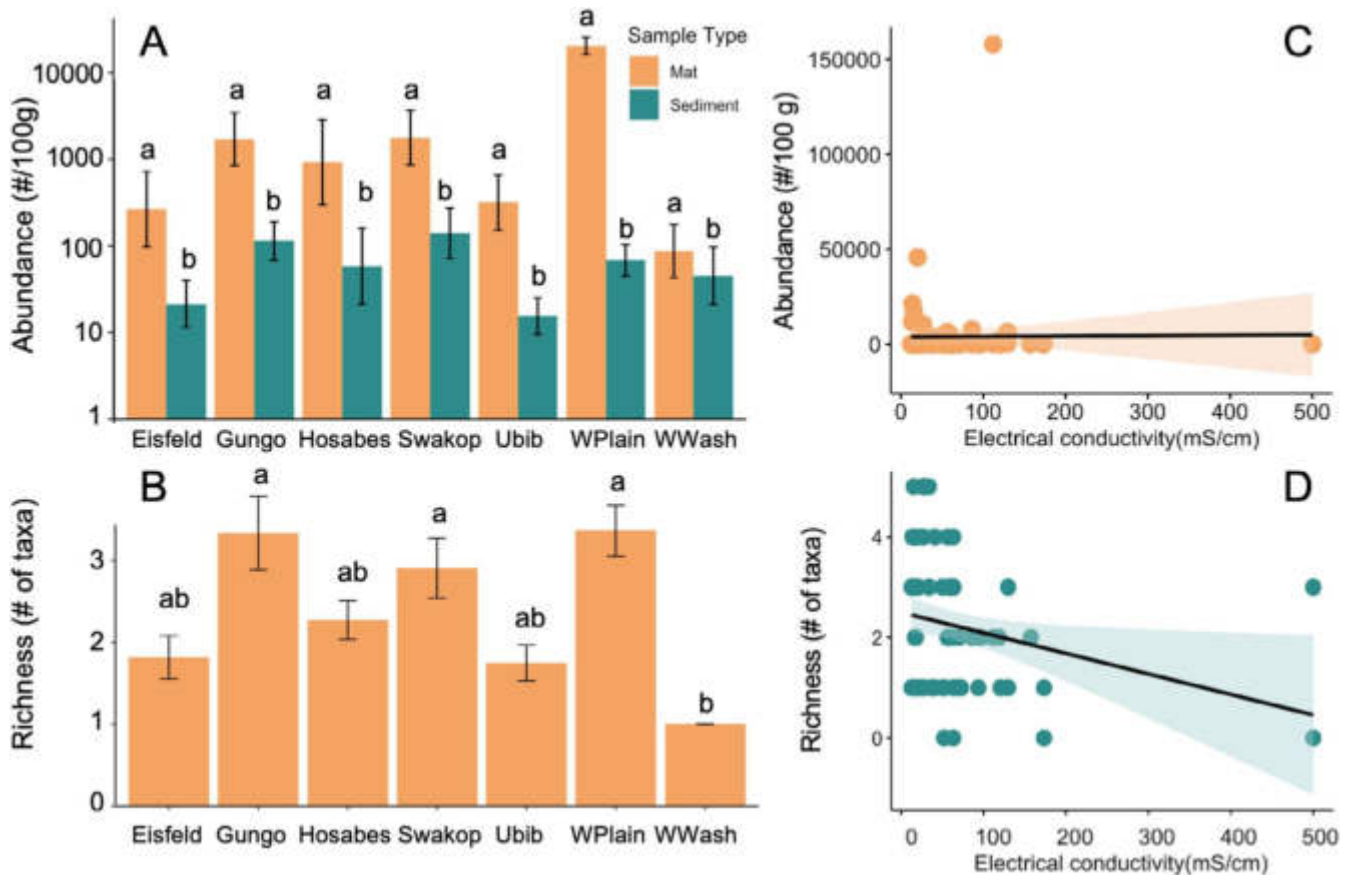 A
Sample Type
Mat
Sediment
Abundance (#/100g)
10000
1000
100
10
1
a
b
a
b
a
b
a
b
a
b
a
b
a
b
Eisfeld Gungo Hosabes Swakop Ubib WPlain WWash
B
Richness (# of taxa)
3
2
1
0
ab
a
ab
a
ab
a
b
Eisfeld Gungo Hosabes Swakop Ubib WPlain WWash
C
Abundance (#/100 g)
150000
100000
50000
0
0 100 200 300 400 500
Electrical conductivity(mS/cm)
D
Richness (# of taxa)
4
2
0
0 100 200 300 400 500
Electrical conductivity(mS/cm)